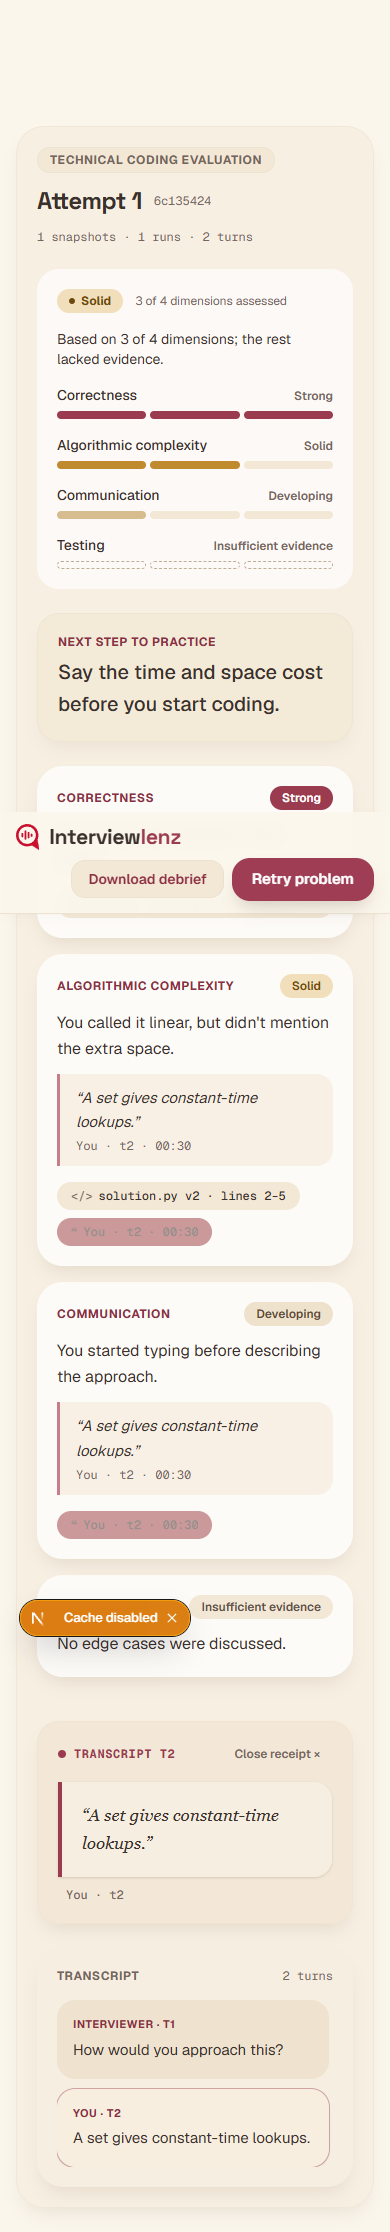 TECHNICAL CODING EVALUATION
Attempt 1 6c135424
1 snapshots · 1 runs · 2 turns
Solid 3 of 4 dimensions assessed
Based on 3 of 4 dimensions; the rest
lacked evidence.
Correctness Strong
Algorithmic complexity Solid
Communication Developing
Testing Insufficient evidence
NEXT STEP TO PRACTICE
Say the time and space cost
before you start coding.
CORRECTNESS Strong
Interviewlenz
Download debrief Retry problem
ALGORITHMIC COMPLEXITY Solid
You called it linear, but didn't mention
the extra space.
“A set gives constant-time
lookups.”
You · t2 · 00:30
</> solution.py v2 · lines 2–5
❝ You · t2 · 00:30
COMMUNICATION Developing
You started typing before describing
the approach.
“A set gives constant-time
lookups.”
You · t2 · 00:30
❝ You · t2 · 00:30
Insufficient evidence
N Cache disabled ×
No edge cases were discussed.
TRANSCRIPT T2 Close receipt ×
“A set gives constant-time
lookups.”
You · t2
TRANSCRIPT 2 turns
INTERVIEWER · T1
How would you approach this?
YOU · T2
A set gives constant-time lookups.